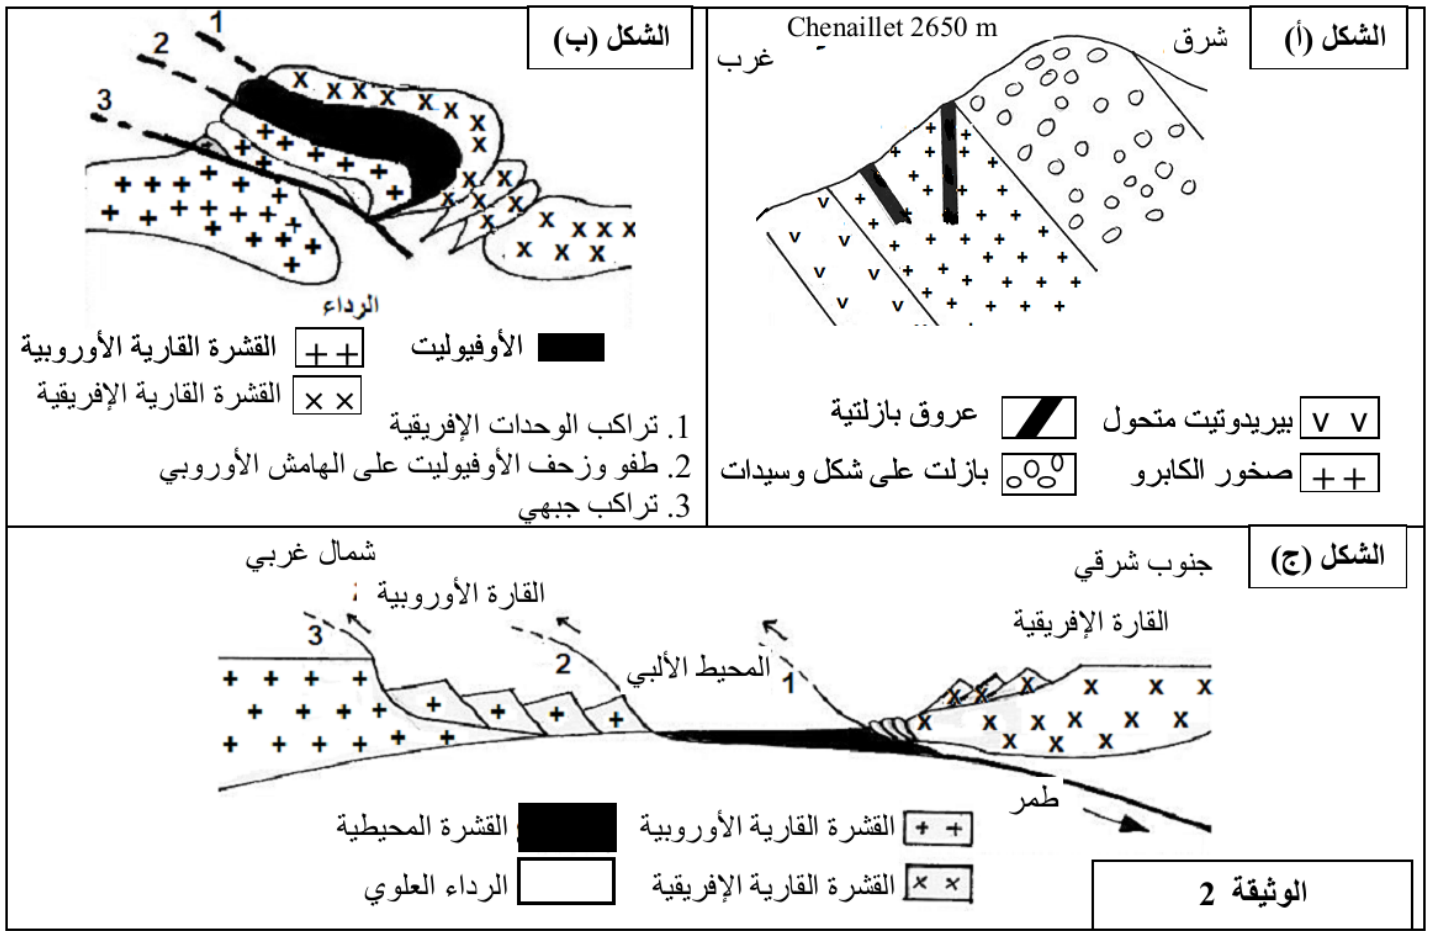 الشكل (أ)
Chenaillet 2650 m
شرق
غرب
بيريدوتيت متحول
عروق بازلتية
صخور الكابرو
بازلت على شكل وسيدات
الشكل (ب)
1
2
3
الرداء
الأوفيوليت
القشرة القارية الأوروبية
القشرة القارية الإفريقية
1. تراكب الوحدات الإفريقية
2. طفو وزحف الأوفيوليت على الهامش الأوروبي
3. تراكب جبهي
الشكل (ج)
جنوب شرقي
شمال غربي
القارة الأوروبية
القارة الإفريقية
3
2
المحيط الألبي
1
طمر
القشرة القارية الأوروبية
القشرة المحيطية
القشرة القارية الإفريقية
الرداء العلوي
الوثيقة 2